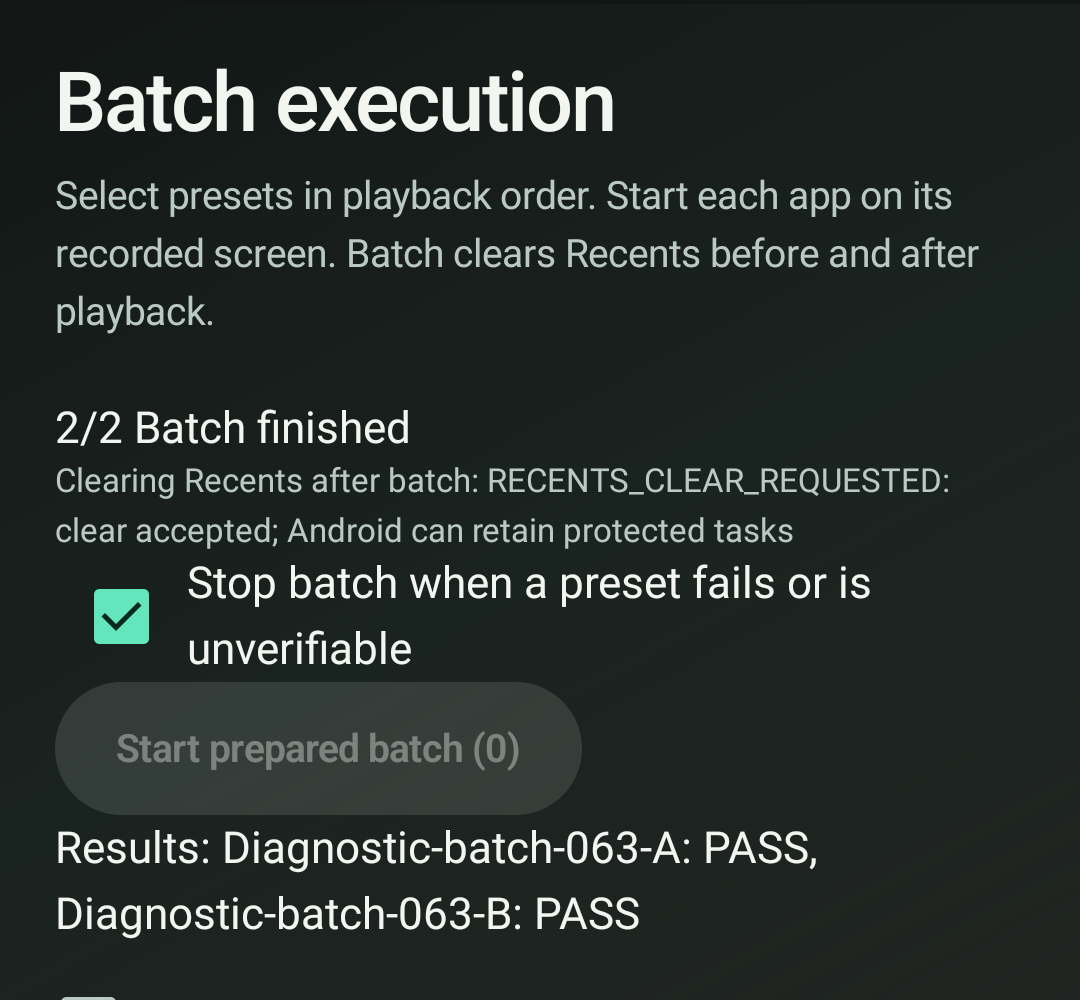 Batch execution
Select presets in playback order. Start each app on its
recorded screen. Batch clears Recents before and after
playback.
2/2 Batch finished
Clearing Recents after batch: RECENTS_CLEAR_REQUESTED:
clear accepted; Android can retain protected tasks
Stop batch when a preset fails or is
unverifiable
Start prepared batch (0)
Results: Diagnostic-batch-063-A: PASS,
Diagnostic-batch-063-B: PASS